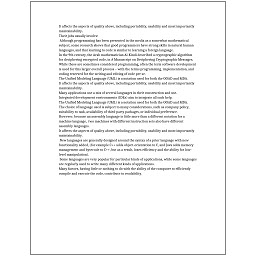 It affects the aspects of quality above, including portability, usability and most importantly
maintainability.
Their jobs usually involve:
Although programming has been presented in the media as a somewhat mathematical
subject, some research shows that good programmers have strong skills in natural human
languages, and that learning to code is similar to learning a foreign language.
In the 9th century, the Arab mathematician Al-Kindi described a cryptographic algorithm
for deciphering encrypted code, in A Manuscript on Deciphering Cryptographic Messages.
While these are sometimes considered programming, often the term software development
is used for this larger overall process – with the terms programming, implementation, and
coding reserved for the writing and editing of code per se.
The Unified Modeling Language (UML) is a notation used for both the OOAD and MDA.
It affects the aspects of quality above, including portability, usability and most importantly
maintainability.
Many applications use a mix of several languages in their construction and use.
Integrated development environments (IDEs) aim to integrate all such help.
The Unified Modeling Language (UML) is a notation used for both the OOAD and MDA.
The choice of language used is subject to many considerations, such as company policy,
suitability to task, availability of third-party packages, or individual preference.
However, because an assembly language is little more than a different notation for a
machine language, two machines with different instruction sets also have different
assembly languages.
It affects the aspects of quality above, including portability, usability and most importantly
maintainability.
New languages are generally designed around the syntax of a prior language with new
functionality added, (for example C++ adds object-orientation to C, and Java adds memory
management and bytecode to C++, but as a result, loses efficiency and the ability for low-
level manipulation).
Some languages are very popular for particular kinds of applications, while some languages
are regularly used to write many different kinds of applications.
Many factors, having little or nothing to do with the ability of the computer to efficiently
compile and execute the code, contribute to readability.